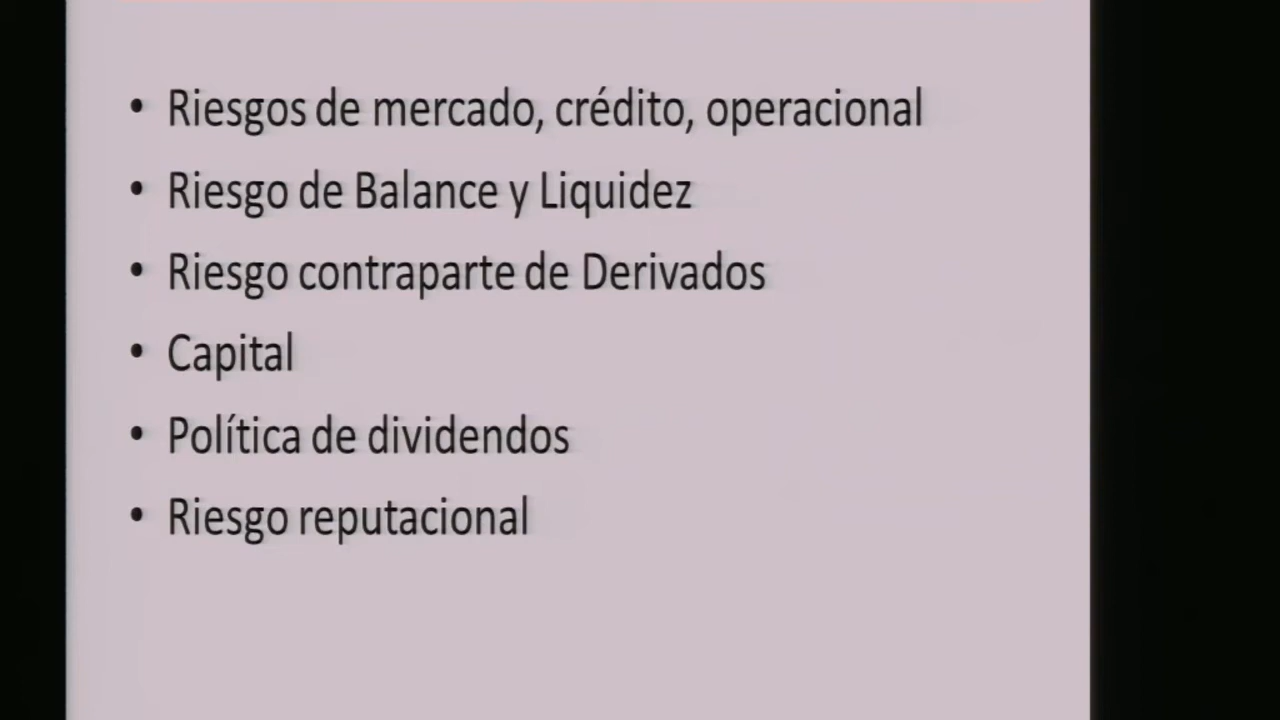 • Riesgos de mercado, crédito, operacional
• Riesgo de Balance y Liquidez
• Riesgo contraparte de Derivados
• Capital
• Política de dividendos
• Riesgo reputacional